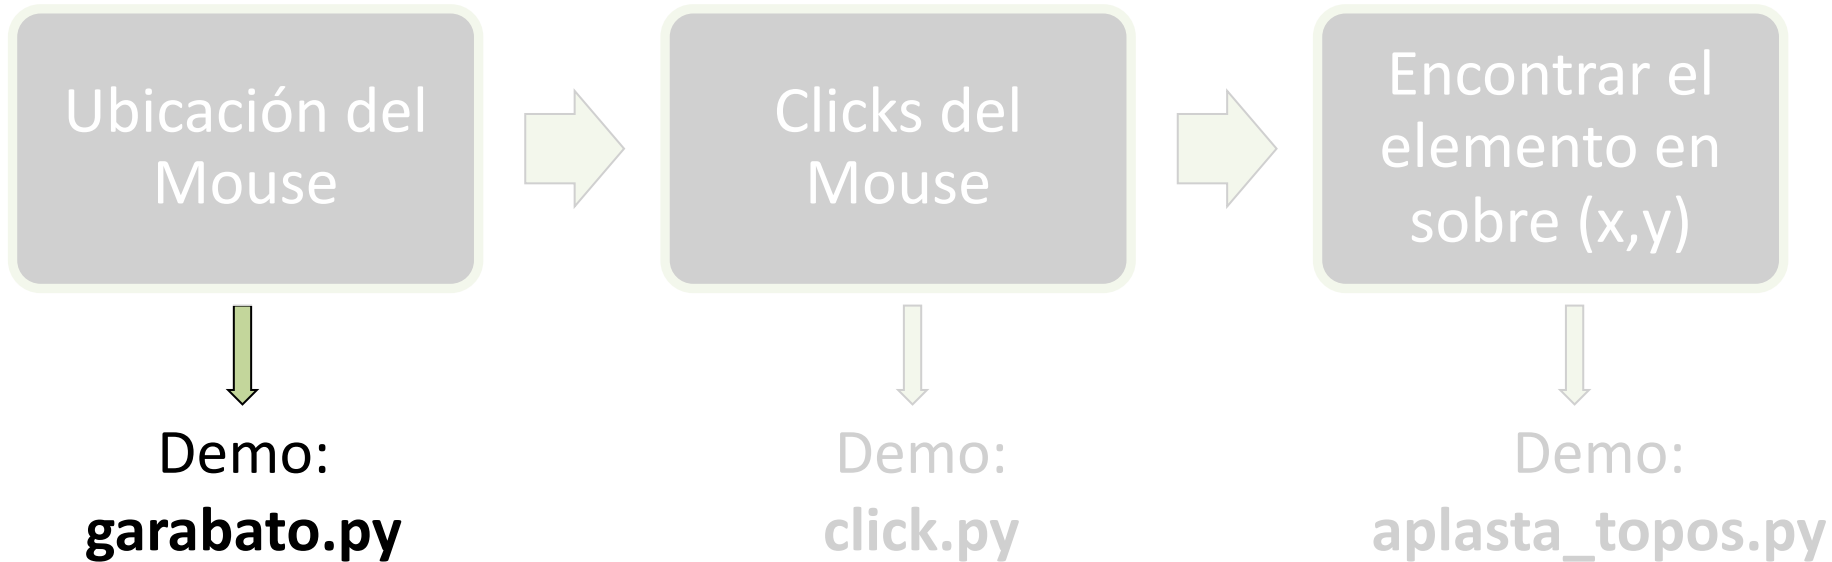 Ubicación del
Mouse
Clicks del
Mouse
Encontrar el
elemento en
sobre (x,y)
Demo:
garabato.py
Demo:
click.py
Demo:
aplasta_topos.py